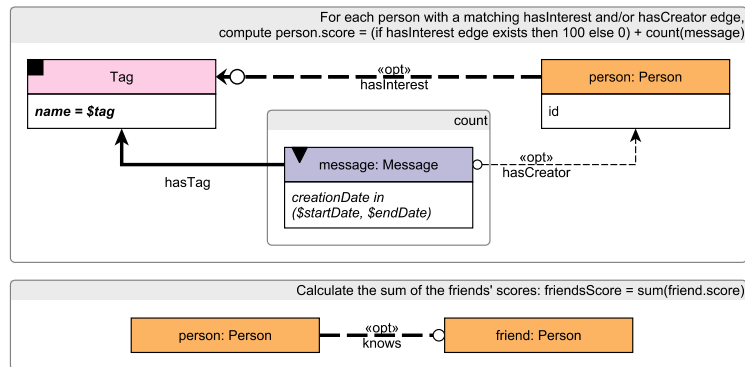 For each person with a matching hasInterest and/or hasCreator edge,
compute person.score = (if hasInterest edge exists then 100 else 0) + count(message)
Tag
name = $tag
«opt»
hasInterest
person: Person
id
count
message: Message
creationDate in
($startDate, $endDate)
hasTag
«opt»
hasCreator
Calculate the sum of the friends' scores: friendsScore = sum(friend.score)
person: Person
«opt»
knows
friend: Person